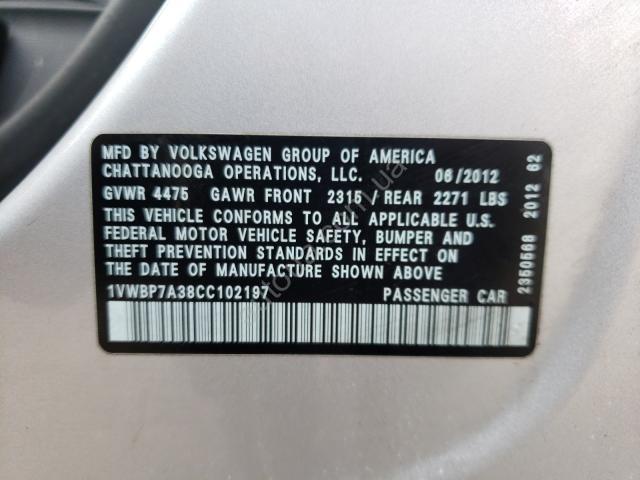 MFD BY VOLKSWAGEN GROUP OF AMERICA
CHATTANOOGA OPERATIONS, LLC. 06/2012
GVWR 4475 GAWR FRONT 2315 / REAR 2271 LBS
THIS VEHICLE CONFORMS TO ALL APPLICABLE U.S.
FEDERAL MOTOR VEHICLE SAFETY, BUMPER AND
THEFT PREVENTION STANDARDS IN EFFECT ON
THE DATE OF MANUFACTURE SHOWN ABOVE
1VWBP7A38CC102197 PASSENGER CAR
2350568 2012 62